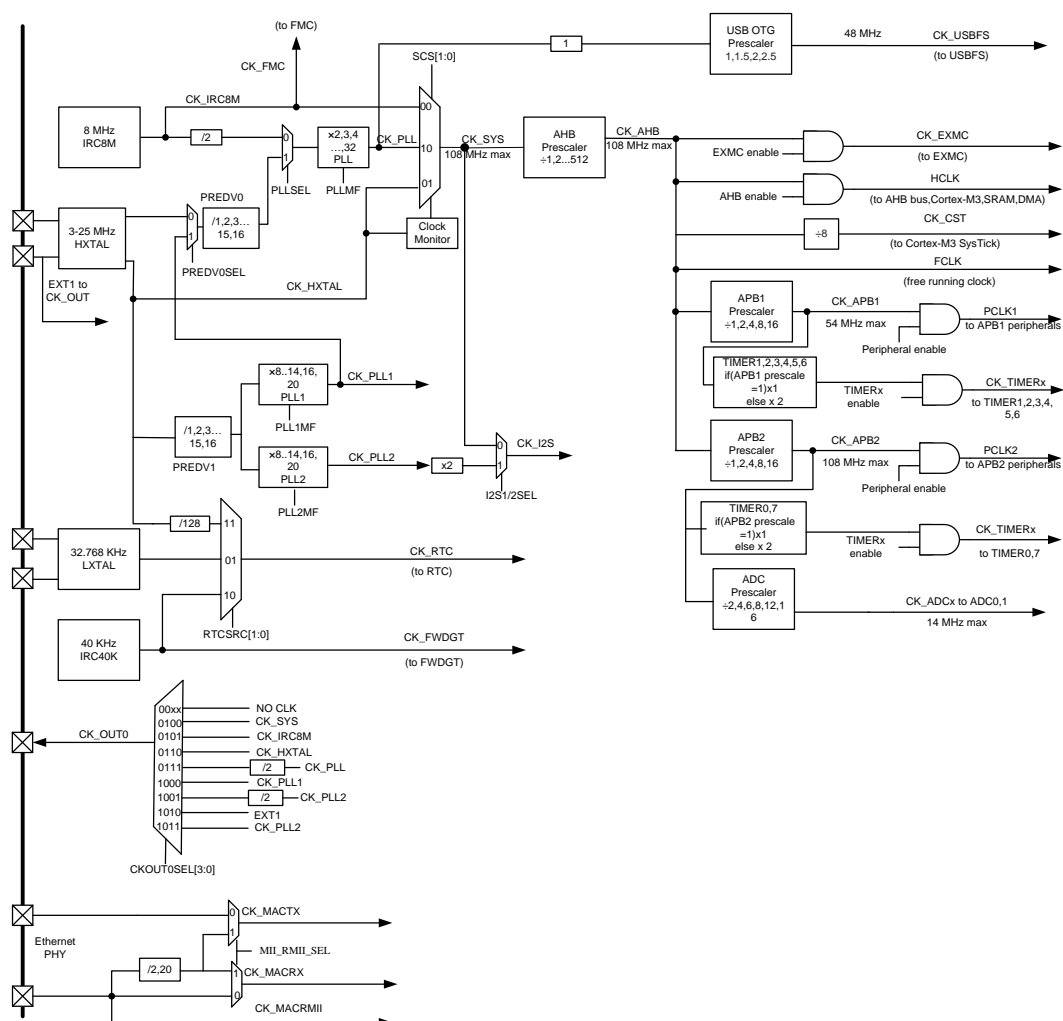 (to FMC)
CK_FMC
SCS[1:0]
1
USB OTG
Prescaler
1,1.5,2,2.5
48 MHz
CK_USBFS
(to USBFS)
CK_IRC8M
8 MHz
IRC8M
/2
0
1
PLLSEL
×2,3,4
…,32
PLL
PLLMF
CK_PLL
00
10
01
CK_SYS
108 MHz max
AHB
Prescaler
÷1,2...512
CK_AHB
108 MHz max
EXMC enable
CK_EXMC
(to EXMC)
AHB enable
HCLK
(to AHB bus,Cortex-M3,SRAM,DMA)
÷8
CK_CST
(to Cortex-M3 SysTick)
FCLK
(free running clock)
3-25 MHz
HXTAL
EXT1 to
CK_OUT
0
1
PREDV0SEL
PREDV0
/1,2,3…
15,16
Clock
Monitor
CK_HXTAL
APB1
Prescaler
÷1,2,4,8,16
CK_APB1
54 MHz max
Peripheral enable
PCLK1
to APB1 peripherals
TIMER1,2,3,4,5,6
if(APB1 prescale
=1)x1
else x 2
TIMERx
enable
CK_TIMERx
to TIMER1,2,3,4,
5,6
×8..14,16,
20
PLL1
PLL1MF
CK_PLL1
/1,2,3…
15,16
PREDV1
×8..14,16,
20
PLL2
PLL2MF
CK_PLL2
x2
0
1
CK_I2S
I2S1/2SEL
APB2
Prescaler
÷1,2,4,8,16
CK_APB2
108 MHz max
Peripheral enable
PCLK2
to APB2 peripherals
TIMER0,7
if(APB2 prescale
=1)x1
else x 2
TIMERx
enable
CK_TIMERx
to TIMER0,7
ADC
Prescaler
÷2,4,6,8,12,1
6
CK_ADCx to ADC0,1
14 MHz max
/128
11
01
10
RTCSRC[1:0]
32.768 KHz
LXTAL
CK_RTC
(to RTC)
40 KHz
IRC40K
CK_FWDGT
(to FWDGT)
CK_OUT0
00xx
NO CLK
0100
CK_SYS
0101
CK_IRC8M
0110
CK_HXTAL
0111
/2
CK_PLL
1000
CK_PLL1
1001
/2
CK_PLL2
1010
EXT1
1011
CK_PLL2
CKOUT0SEL[3:0]
Ethernet
PHY
0
1
CK_MACTX
MII_RMII_SEL
/2,20
1
0
CK_MACRX
CK_MACRMII